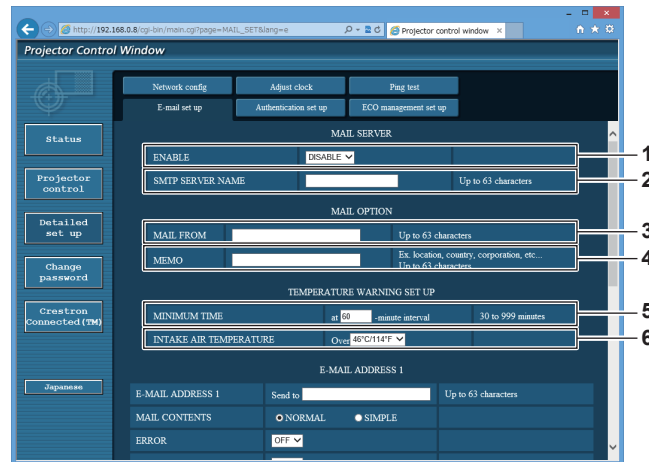 http://192.168.0.8/cgi-bin/main.cgi?page=MAIL_SET&lang=e
Projector control window
Projector Control Window
Network config Adjust clock Ping test
E-mail set up Authentication set up ECO management set up
Status
Projector control
Detailed set up
Change password
Crestron Connected(TM)
Japanese
MAIL SERVER
ENABLE DISABLE 1
SMTP SERVER NAME Up to 63 characters 2
MAIL OPTION
MAIL FROM Up to 63 characters 3
MEMO Ex. location, country, corporation, etc... 4
Up to 63 characters
TEMPERATURE WARNING SET UP
MINIMUM TIME at 60 -minute interval 30 to 999 minutes 5
INTAKE AIR TEMPERATURE Over 46°C/114°F 6
E-MAIL ADDRESS 1
E-MAIL ADDRESS 1 Send to Up to 63 characters
MAIL CONTENTS NORMAL SIMPLE
ERROR OFF